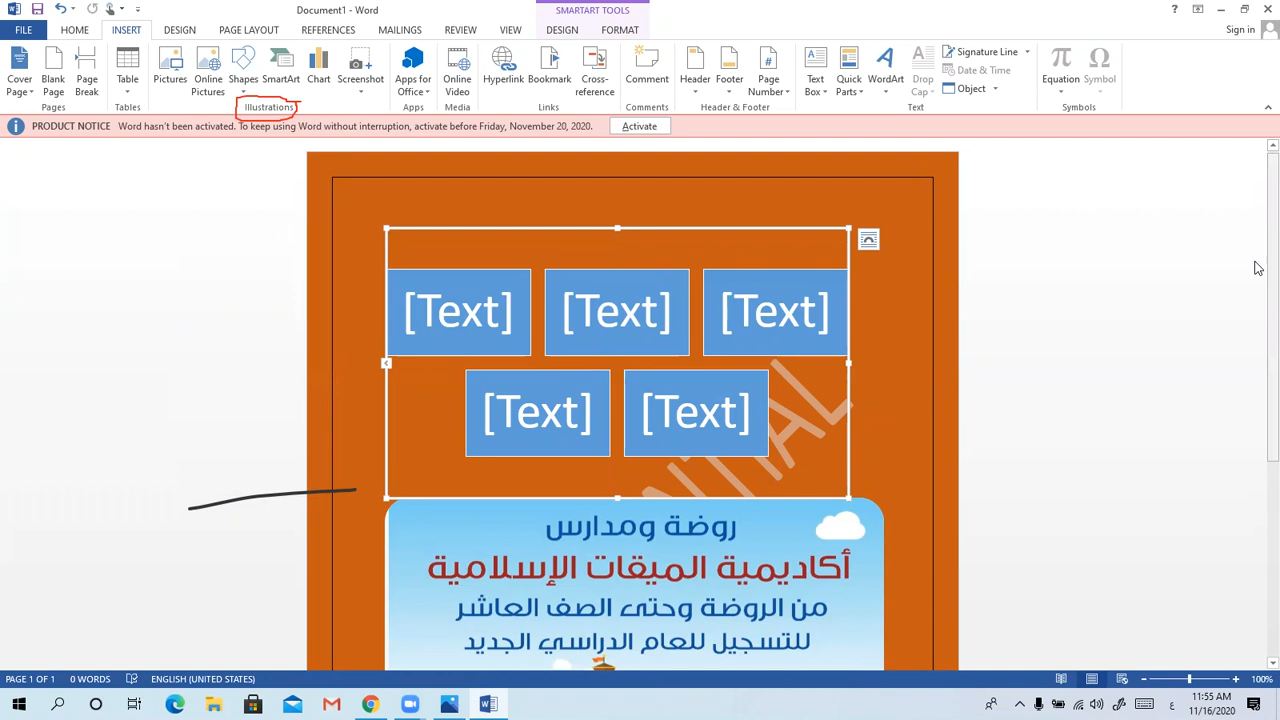 Document1 - Word
SMARTART TOOLS
FILE HOME INSERT DESIGN PAGE LAYOUT REFERENCES MAILINGS REVIEW VIEW DESIGN FORMAT
Sign in
Cover Page
Blank Page
Page Break
Table
Pictures
Online Pictures
Shapes
SmartArt
Chart
Screenshot
Apps for Office
Online Video
Hyperlink
Bookmark
Cross-reference
Comment
Header
Footer
Page Number
Text Box
Quick Parts
WordArt
Drop Cap
Signature Line
Date & Time
Object
Equation
Symbol
Pages Tables Illustrations Apps Media Links Comments Header & Footer Text Symbols
PRODUCT NOTICE Word hasn't been activated. To keep using Word without interruption, activate before Friday, November 20, 2020. Activate
[Text] [Text] [Text]
[Text] [Text]
روضة ومدارس
أكاديمية الميقات الإسلامية
من الروضة وحتى الصف العاشر
للتسجيل للعام الدراسي الجديد
PAGE 1 OF 1 0 WORDS ENGLISH (UNITED STATES) 100%
11:55 AM
11/16/2020